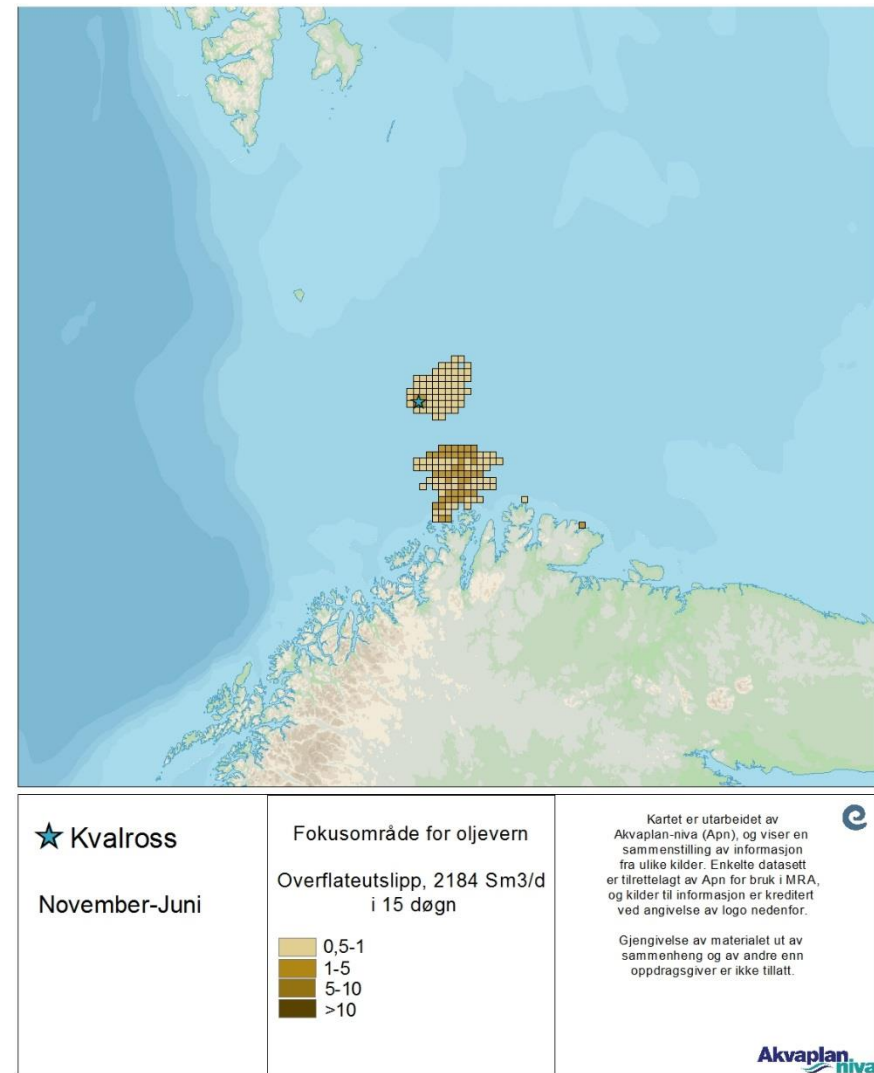 Kvalross
November-Juni
Fokusområde for oljevern
Overflateutslipp, 2184 Sm3/d
i 15 døgn
0,5-1
1-5
5-10
>10
Kartet er utarbeidet av
Akvaplan-niva (Apn), og viser en
sammenstilling av informasjon
fra ulike kilder. Enkelte datasett
er tilrettelagt av Apn for bruk i MRA,
og kilder til informasjon er kreditert
ved angivelse av logo nedenfor.
Gjengivelse av materialet ut av
sammenheng og av andre enn
oppdragsgiver er ikke tillatt.
Akvaplan
niva